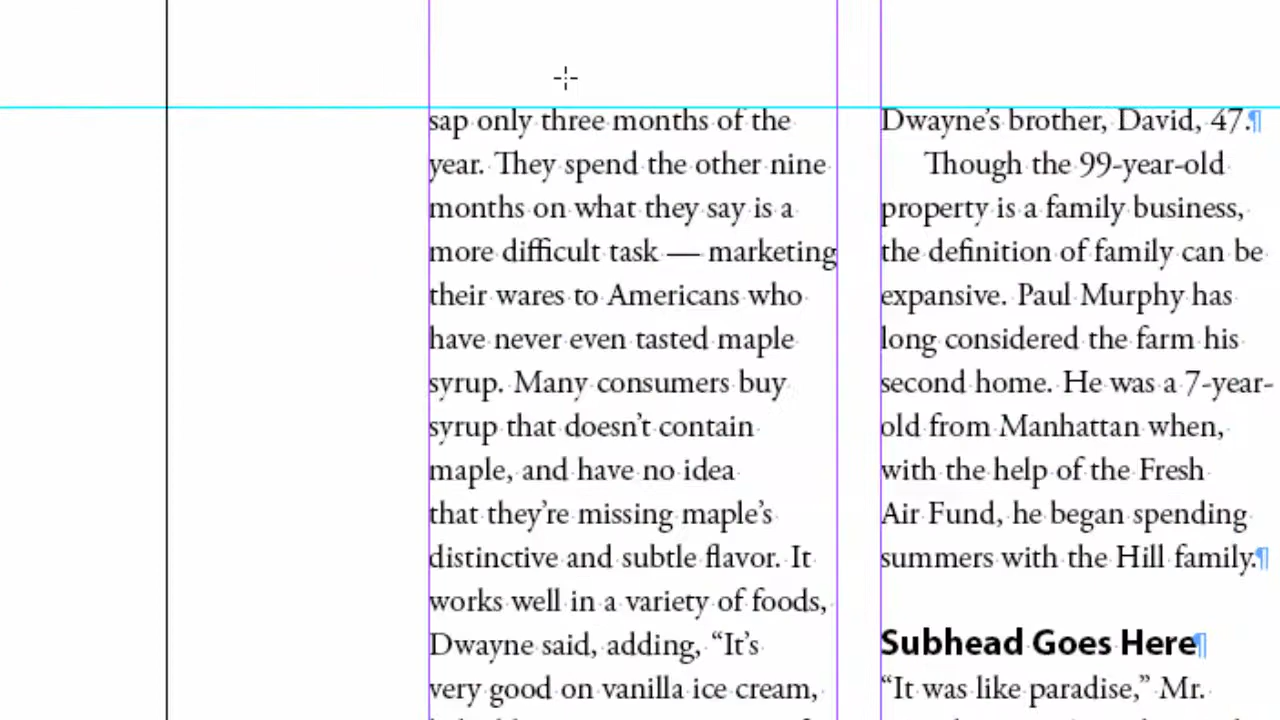 sap only three months of the
year. They spend the other nine
months on what they say is a
more difficult task — marketing
their wares to Americans who
have never even tasted maple
syrup. Many consumers buy
syrup that doesn’t contain
maple, and have no idea
that they’re missing maple’s
distinctive and subtle flavor. It
works well in a variety of foods,
Dwayne said, adding, “It’s
very good on vanilla ice cream,
Dwayne’s brother, David, 47.¶
Though the 99-year-old
property is a family business,
the definition of family can be
expansive. Paul Murphy has
long considered the farm his
second home. He was a 7-year-
old from Manhattan when,
with the help of the Fresh
Air Fund, he began spending
summers with the Hill family.¶
Subhead Goes Here¶
“It was like paradise,” Mr.